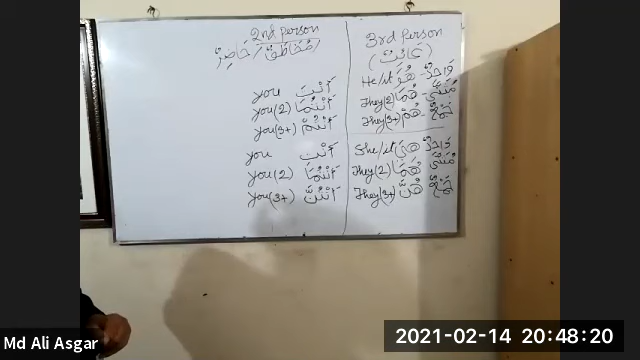 3rd Person
(غَائِبٌ)
وَاحِدٌ - هُوَ He/it
مُثَنًّى - هُمَا They(2)
جَمْعٌ - هُمْ They(3+)
وَاحِدٌ هِيَ She/it
مُثَنًّى هُمَا They(2)
جَمْعٌ هُنَّ They(3+)
2nd person
مُخَاطَبٌ / حَاضِرٌ
أَنْتَ you
أَنْتُمَا you(2)
أَنْتُمْ you(3+)
أَنْتِ you
أَنْتُمَا you(2)
أَنْتُنَّ you(3+)
Md Ali Asgar
2021-02-14 20:48:20